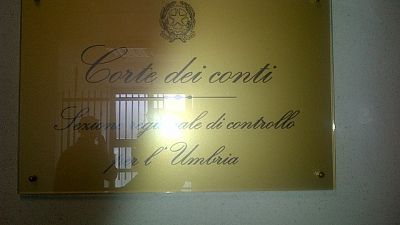 Corte dei conti
Sezione regionale di controllo
per l'Umbria